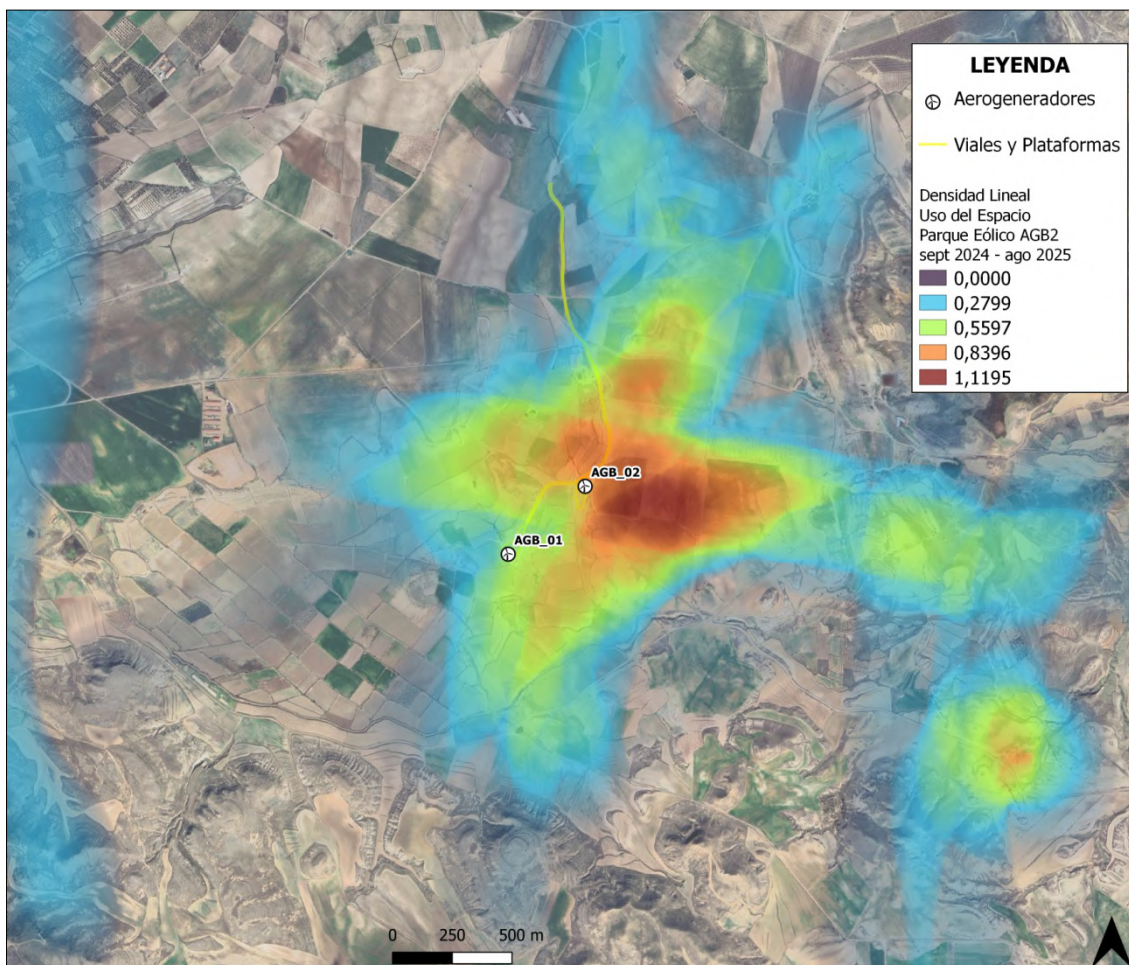 LEYENDA
Aerogeneradores
Viales y Plataformas
Densidad Lineal
Uso del Espacio
Parque Eólico AGB2
sept 2024 - ago 2025
0,0000
0,2799
0,5597
0,8396
1,1195
AGB_02
AGB_01
0 250 500 m